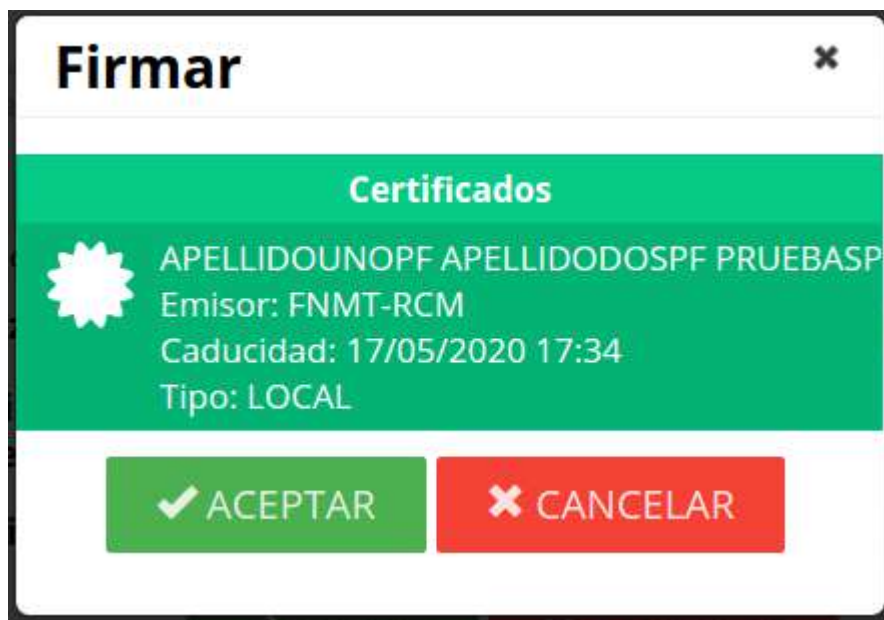 Firmar
Certificados
APELLIDOUNOPF APELLIDODOSPF PRUEBASP
Emisor: FNMT-RCM
Caducidad: 17/05/2020 17:34
Tipo: LOCAL
ACEPTAR CANCELAR